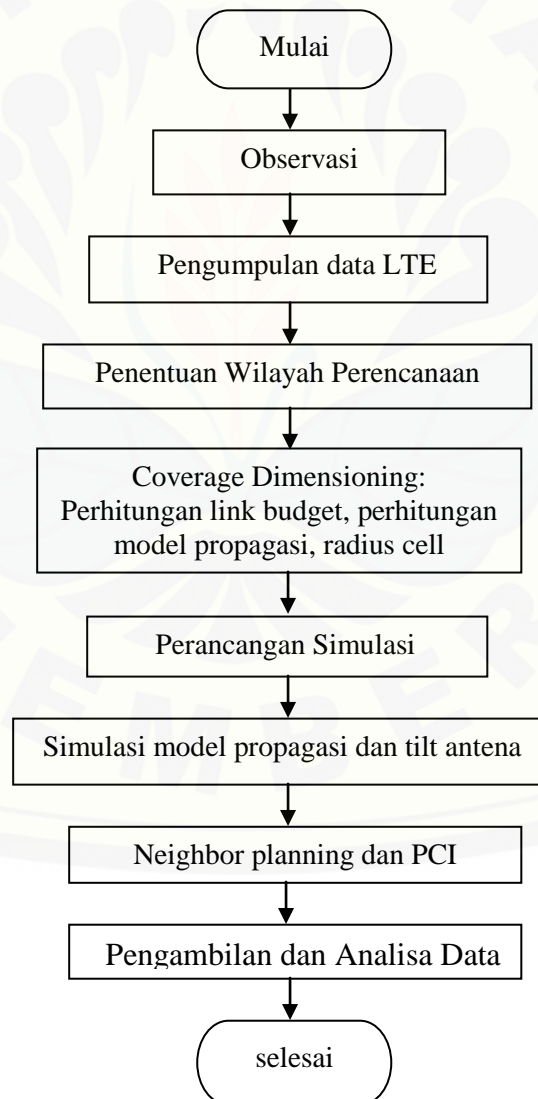 Mulai
Observasi
Pengumpulan data LTE
Penentuan Wilayah Perencanaan
Coverage Dimensioning:
Perhitungan link budget, perhitungan
model propagasi, radius cell
Perancangan Simulasi
Simulasi model propagasi dan tilt antena
Neighbor planning dan PCI
Pengambilan dan Analisa Data
selesai